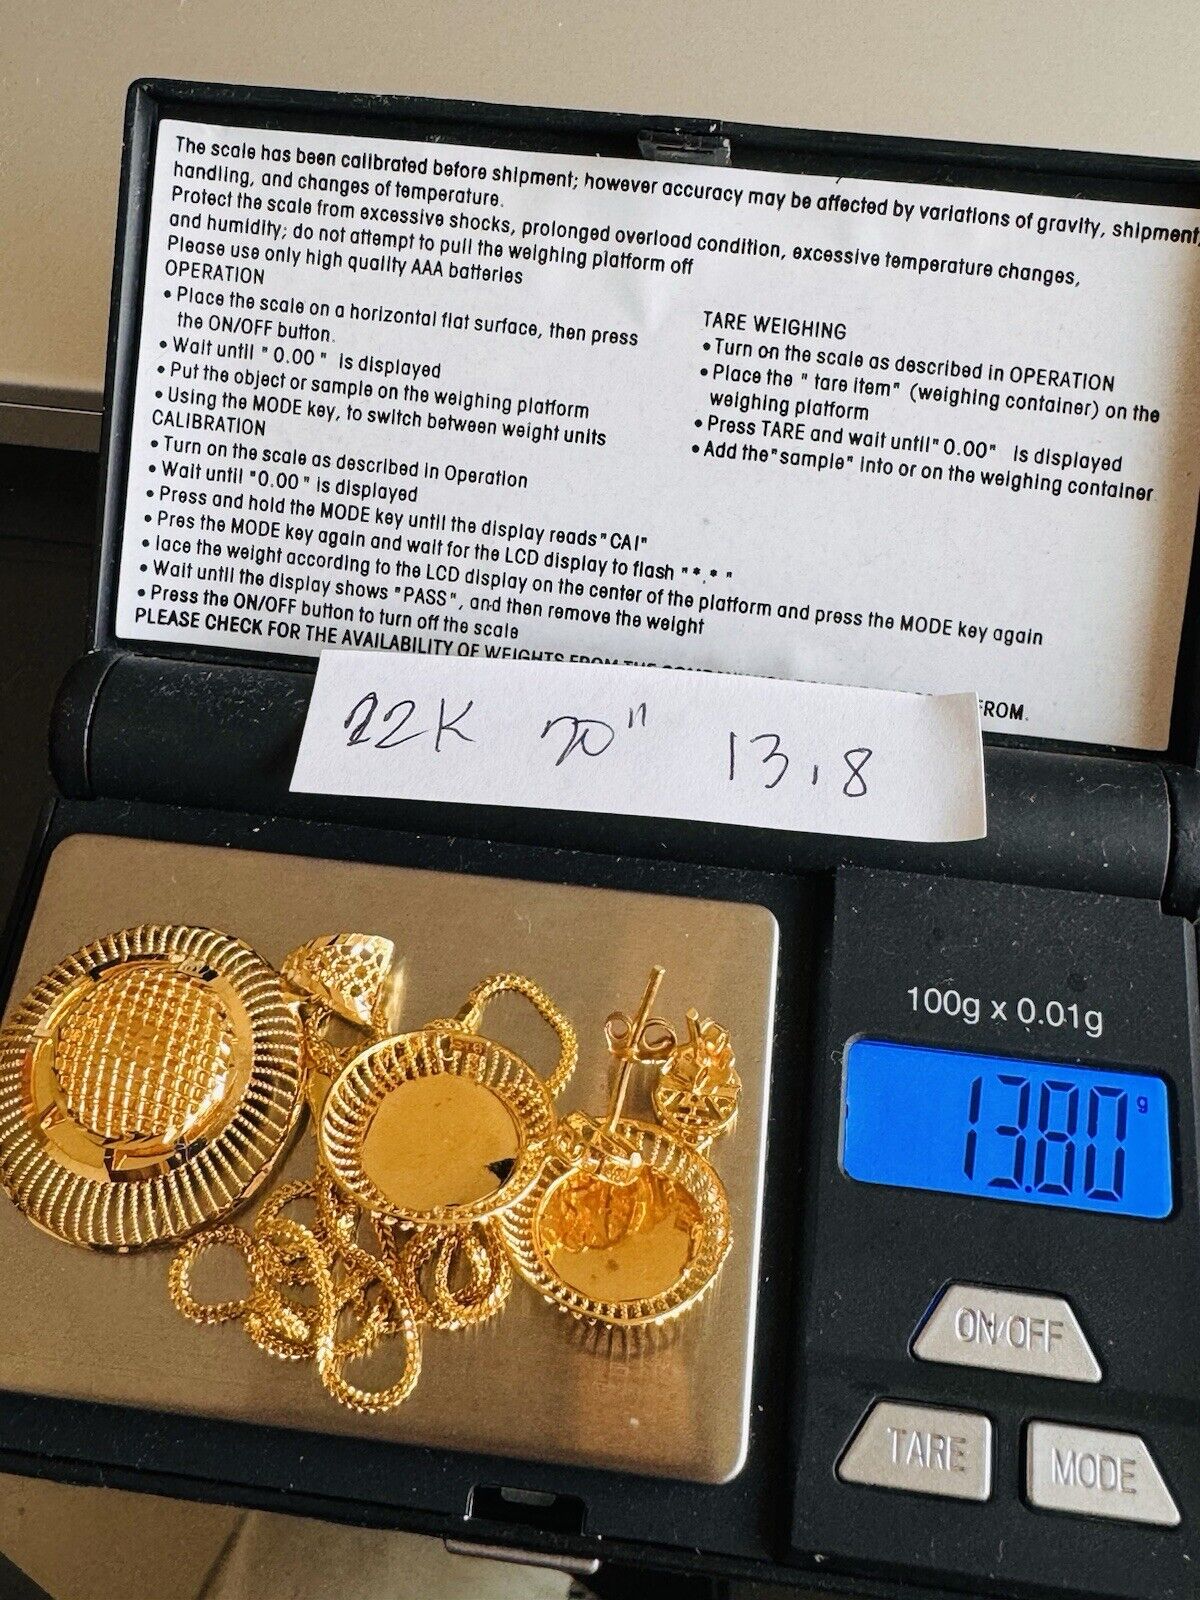 The scale has been calibrated before shipment; however accuracy may be affected by variations of gravity, shipment,
handling, and changes of temperature.
Protect the scale from excessive shocks, prolonged overload condition, excessive temperature changes,
and humidity; do not attempt to pull the weighing platform off
Please use only high quality AAA batteries
OPERATION
• Place the scale on a horizontal flat surface, then press
the ON/OFF button.
• Wait until " 0.00 " is displayed
• Put the object or sample on the weighing platform
• Using the MODE key, to switch between weight units
CALIBRATION
• Turn on the scale as described in Operation
• Wait until "0.00 " is displayed
• Press and hold the MODE key until the display reads "CAl"
• Pres the MODE key again and wait for the LCD display to flash "*.* "
• lace the weight according to the LCD display on the center of the platform and press the MODE key again
• Wait until the display shows "PASS", and then remove the weight
• Press the ON/OFF button to turn off the scale
PLEASE CHECK FOR THE AVAILABILITY OF WEIGHTS FROM THE FROM.
TARE WEIGHING
• Turn on the scale as described in OPERATION
• Place the " tare item" (weighing container) on the
weighing platform
• Press TARE and wait until" 0.00" is displayed
• Add the"sample" into or on the weighing container
22K 20" 13.8
100g x 0.01g
13.80 g
ON/OFF
TARE MODE